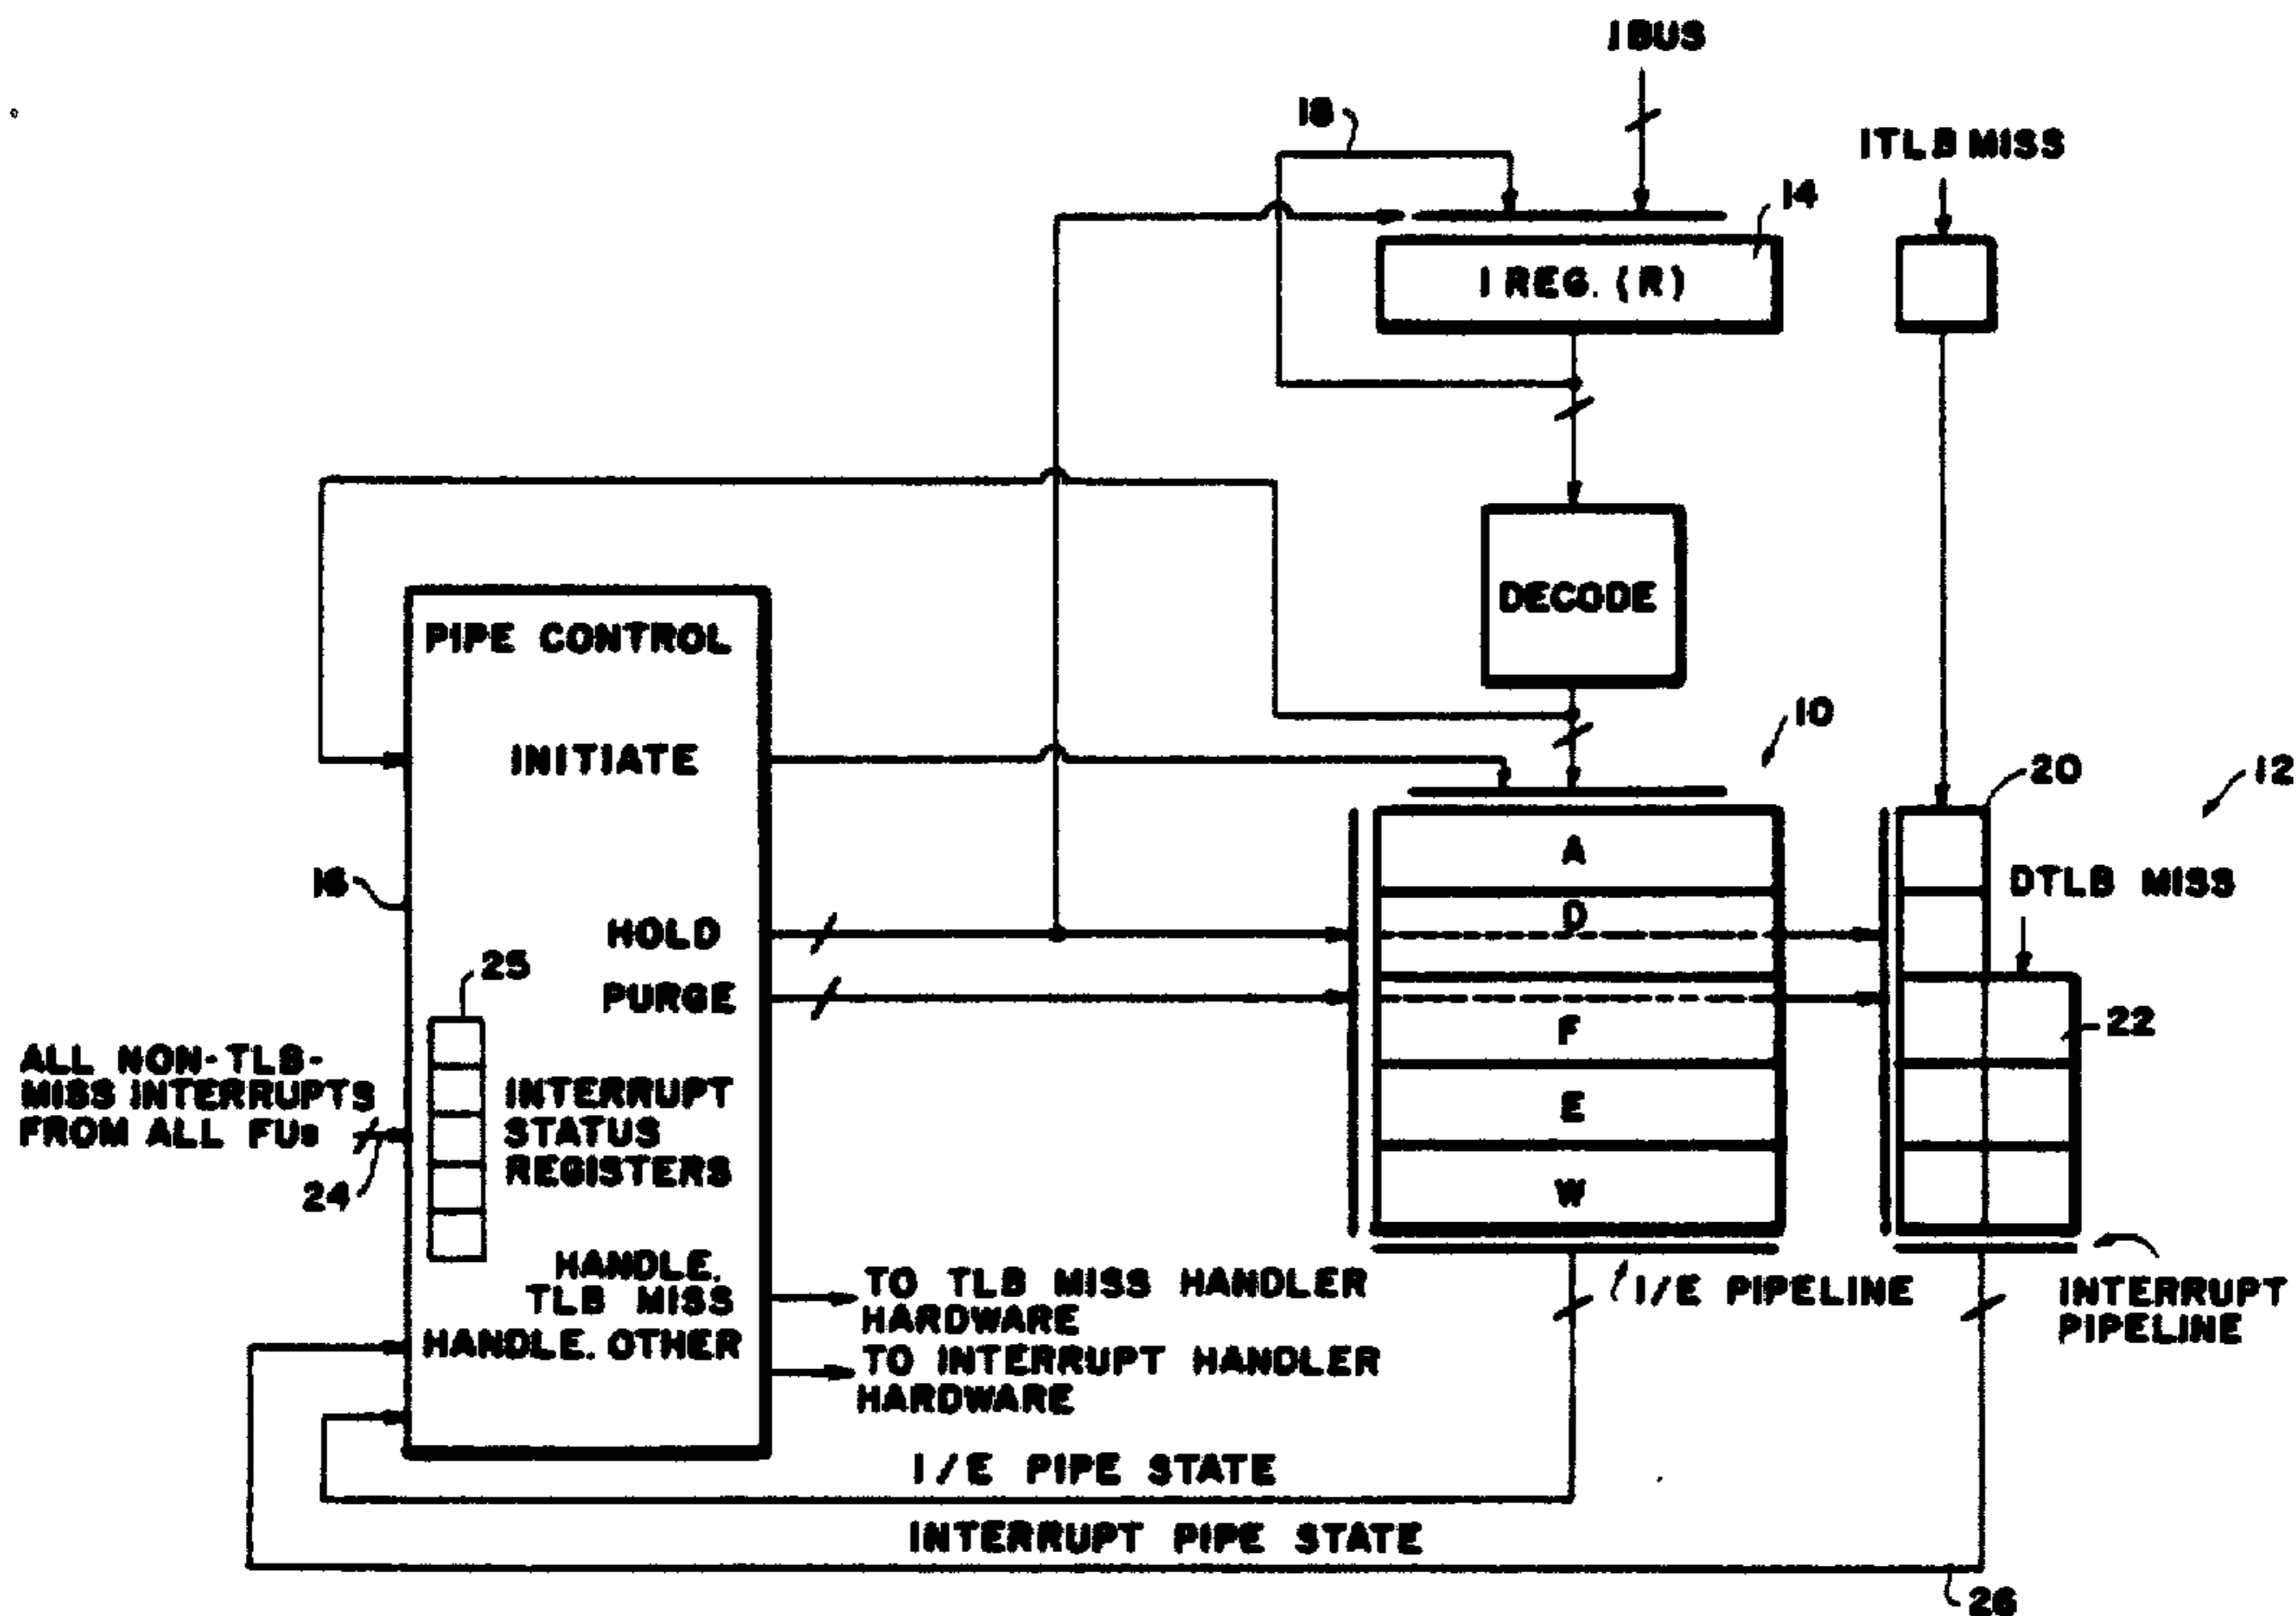 I BUS
18
ITLB MISS
14
I REG. (R)
DECODE
PIPE CONTROL
10
INITIATE
20
12
A
16
DTLB MISS
D
HOLD
25
PURGE
22
F
ALL NON-TLB-
MISS INTERRUPTS
FROM ALL FUs
INTERRUPT
STATUS
REGISTERS
E
24
W
HANDLE.
TLB MISS
TO TLB MISS HANDLER
HARDWARE
I/E PIPELINE
INTERRUPT
PIPELINE
HANDLE. OTHER
TO INTERRUPT HANDLER
HARDWARE
I/E PIPE STATE
INTERRUPT PIPE STATE
26